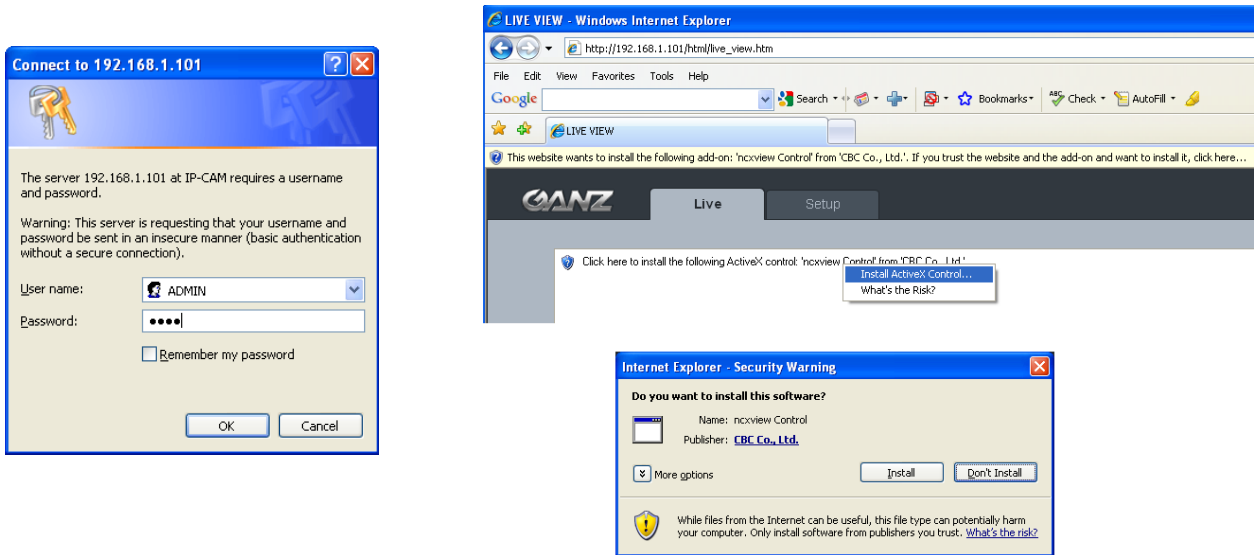 Connect to 192.168.1.101
The server 192.168.1.101 at IP-CAM requires a username
and password.
Warning: This server is requesting that your username and
password be sent in an insecure manner (basic authentication
without a secure connection).
User name:
ADMIN
Password:
••••
Remember my password
OK Cancel
LIVE VIEW - Windows Internet Explorer
http://192.168.1.101/html/live_view.htm
File Edit View Favorites Tools Help
Google Search Bookmarks ABC Check AutoFill
LIVE VIEW
This website wants to install the following add-on: 'ncxview Control' from 'CBC Co., Ltd.'. If you trust the website and the add-on and want to install it, click here...
GANZ Live Setup
Click here to install the following ActiveX control: 'ncxview Control' from 'CBC Co., Ltd.'
Install ActiveX Control...
What's the Risk?
Internet Explorer - Security Warning
Do you want to install this software?
Name: ncxview Control
Publisher: CBC Co., Ltd.
More options Install Don't Install
While files from the Internet can be useful, this file type can potentially harm
your computer. Only install software from publishers you trust. What's the risk?